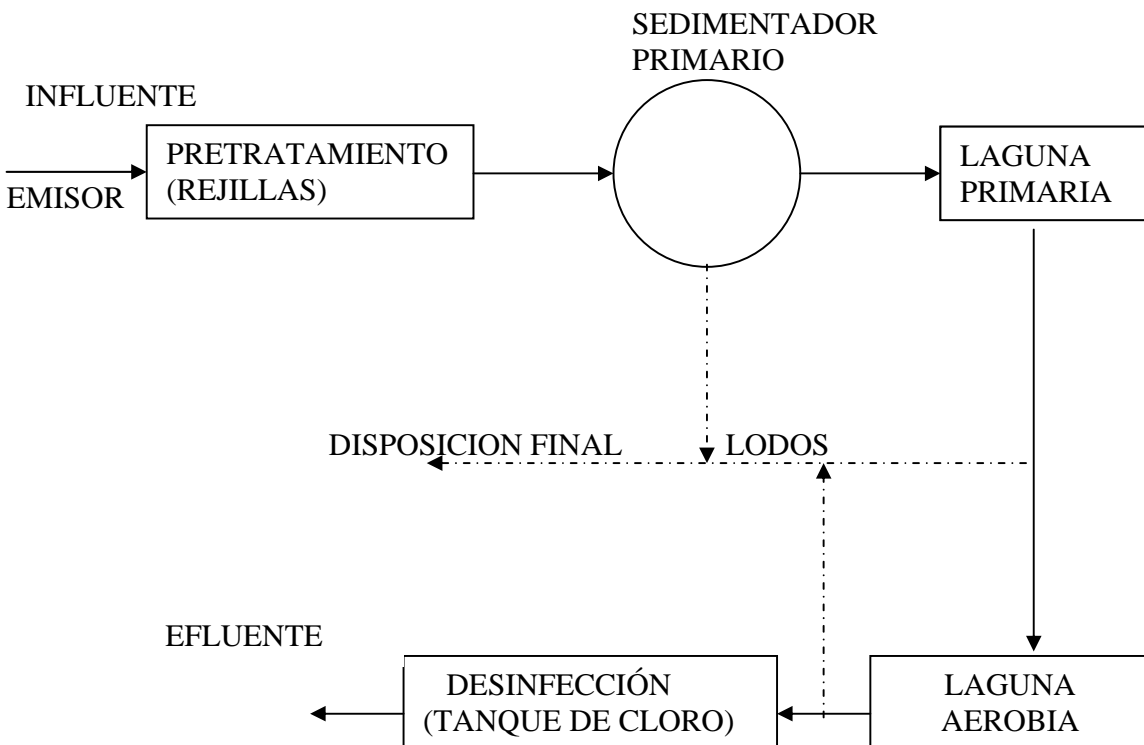 SEDIMENTADOR
PRIMARIO
INFLUENTE
EMISOR
PRETRATAMIENTO
(REJILLAS)
LAGUNA
PRIMARIA
DISPOSICION FINAL
LODOS
EFLUENTE
DESINFECCIÓN
(TANQUE DE CLORO)
LAGUNA
AEROBIA